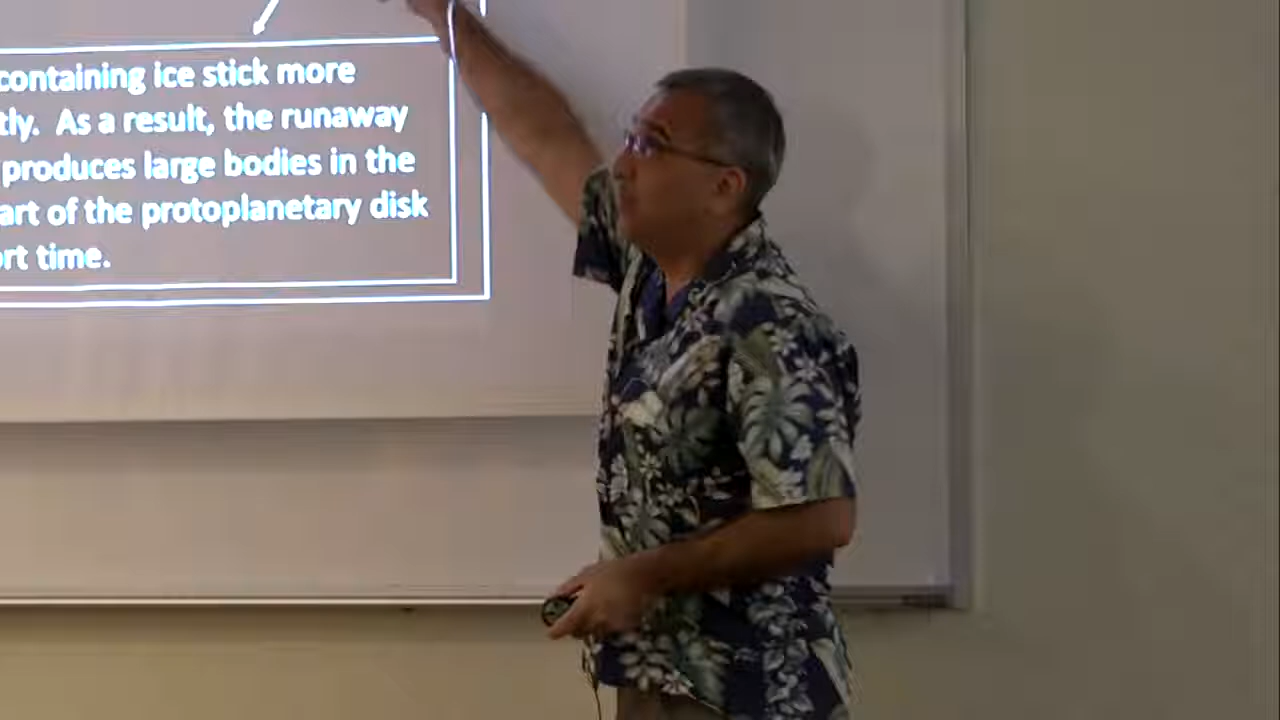 containing ice stick more
tly. As a result, the runaway
produces large bodies in the
art of the protoplanetary disk
ort time.